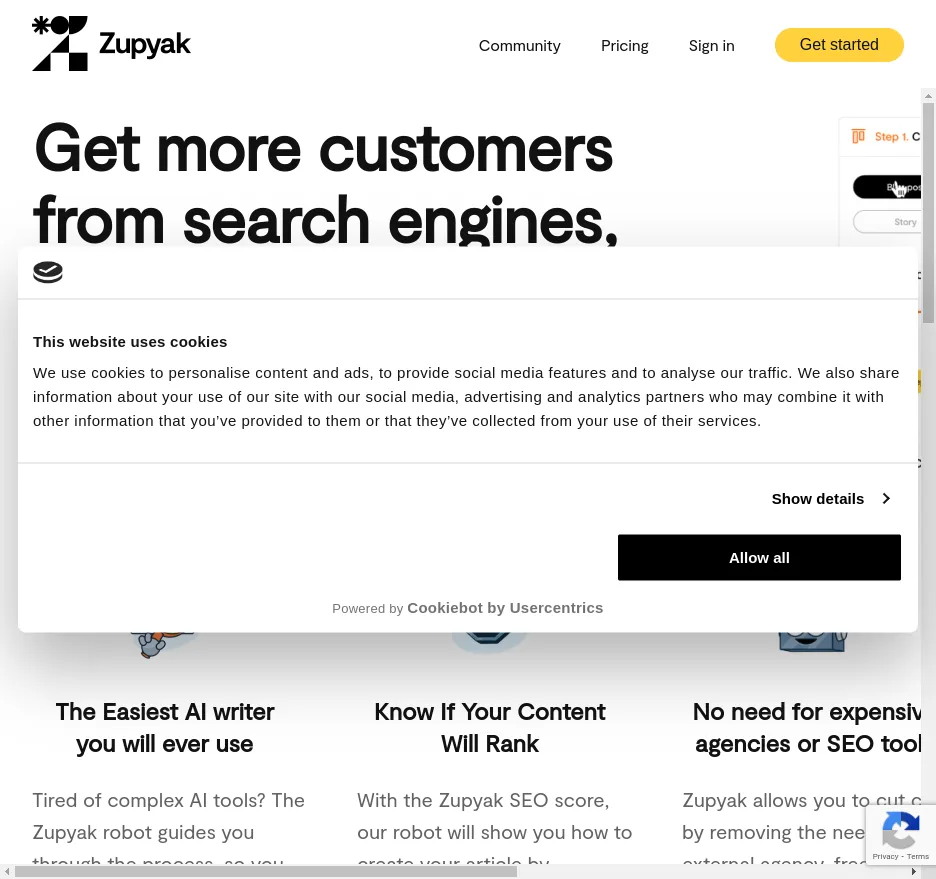 Zupyak
Community
Pricing
Sign in
Get started
Get more customers
from search engines,
Step 1.
Story
This website uses cookies
We use cookies to personalise content and ads, to provide social media features and to analyse our traffic. We also share
information about your use of our site with our social media, advertising and analytics partners who may combine it with
other information that you've provided to them or that they've collected from your use of their services.
Show details
Allow all
Powered by Cookiebot by Usercentrics
The Easiest AI writer
you will ever use
Tired of complex AI tools? The
Zupyak robot guides you
through the process, so you
Know If Your Content
Will Rank
With the Zupyak SEO score,
our robot will show you how to
create your article by
No need for expensiv
agencies or SEO tool
Zupyak allows you to cut c
by removing the nee
external agency, free
Privacy - Terms